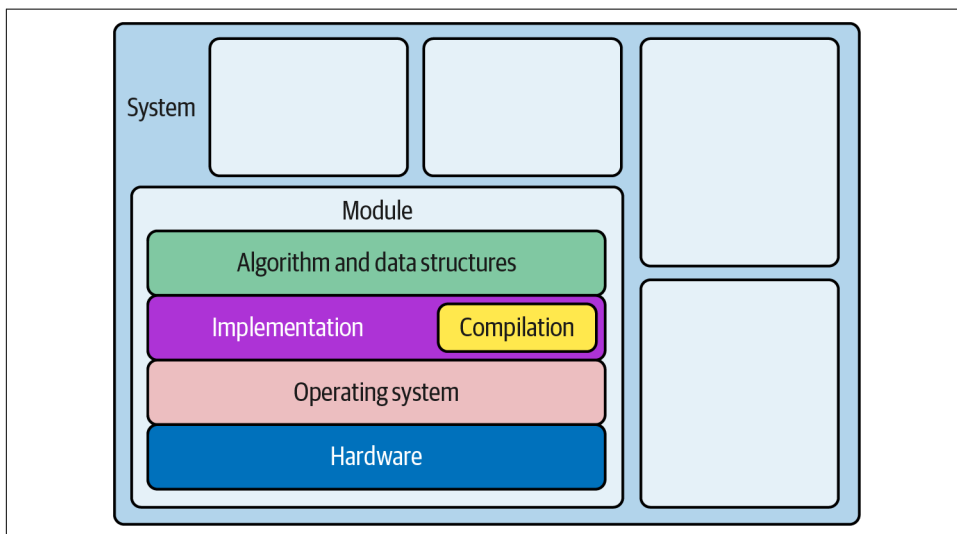 System
Module
Algorithm and data structures
Implementation
Compilation
Operating system
Hardware